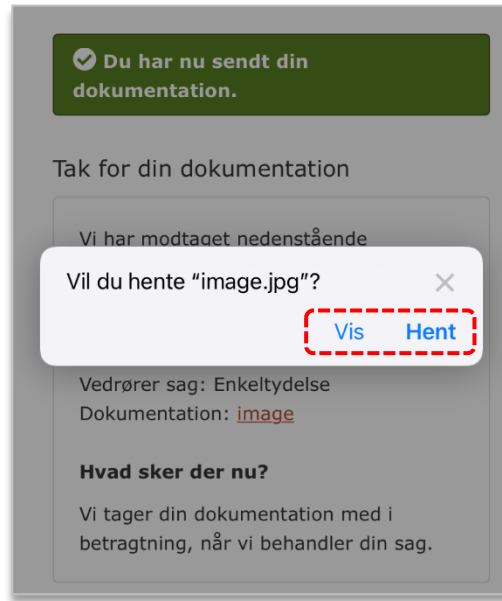 Du har nu sendt din
dokumentation.
Tak for din dokumentation
Vi har modtaget nedenstående
Vil du hente “image.jpg”?
Vis Hent
Vedrører sag: Enkeltydelse
Dokumentation: image
Hvad sker der nu?
Vi tager din dokumentation med i
betragtning, når vi behandler din sag.